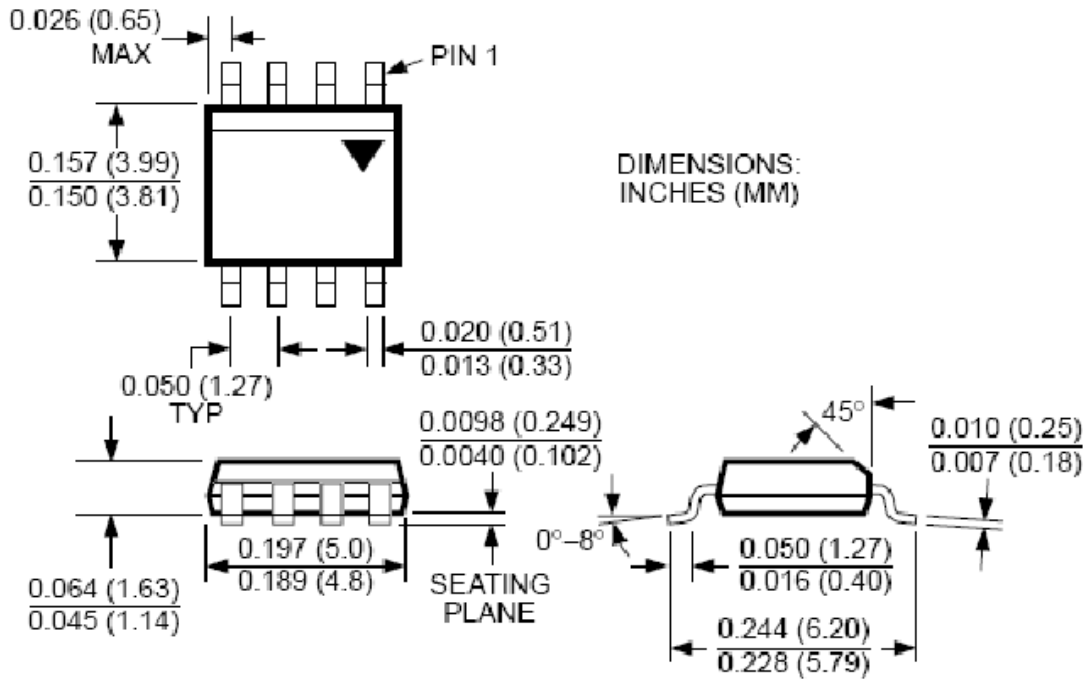 0.026 (0.65)
MAX
PIN 1
0.157 (3.99)
0.150 (3.81)
DIMENSIONS:
INCHES (MM)
0.020 (0.51)
0.013 (0.33)
0.050 (1.27)
TYP
0.0098 (0.249)
0.0040 (0.102)
45°
0.010 (0.25)
0.007 (0.18)
0°–8°
0.197 (5.0)
0.189 (4.8)
0.050 (1.27)
0.016 (0.40)
0.064 (1.63)
0.045 (1.14)
SEATING
PLANE
0.244 (6.20)
0.228 (5.79)